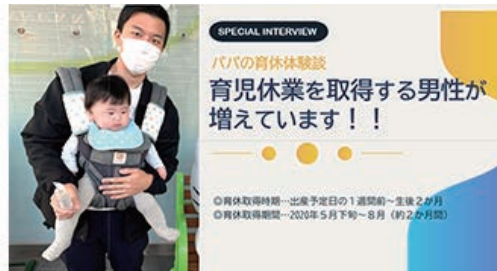 SPECIAL INTERVIEW
パパの育休体験談
育児休業を取得する男性が
増えています！！
◎育休取得時期…出産予定日の１週間前～生後２か月
◎育休取得期間…2020年５月下旬～８月（約２か月間）